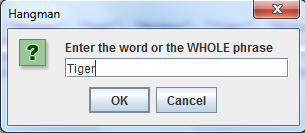 Hangman
Enter the word or the WHOLE phrase
Tiger
OK Cancel